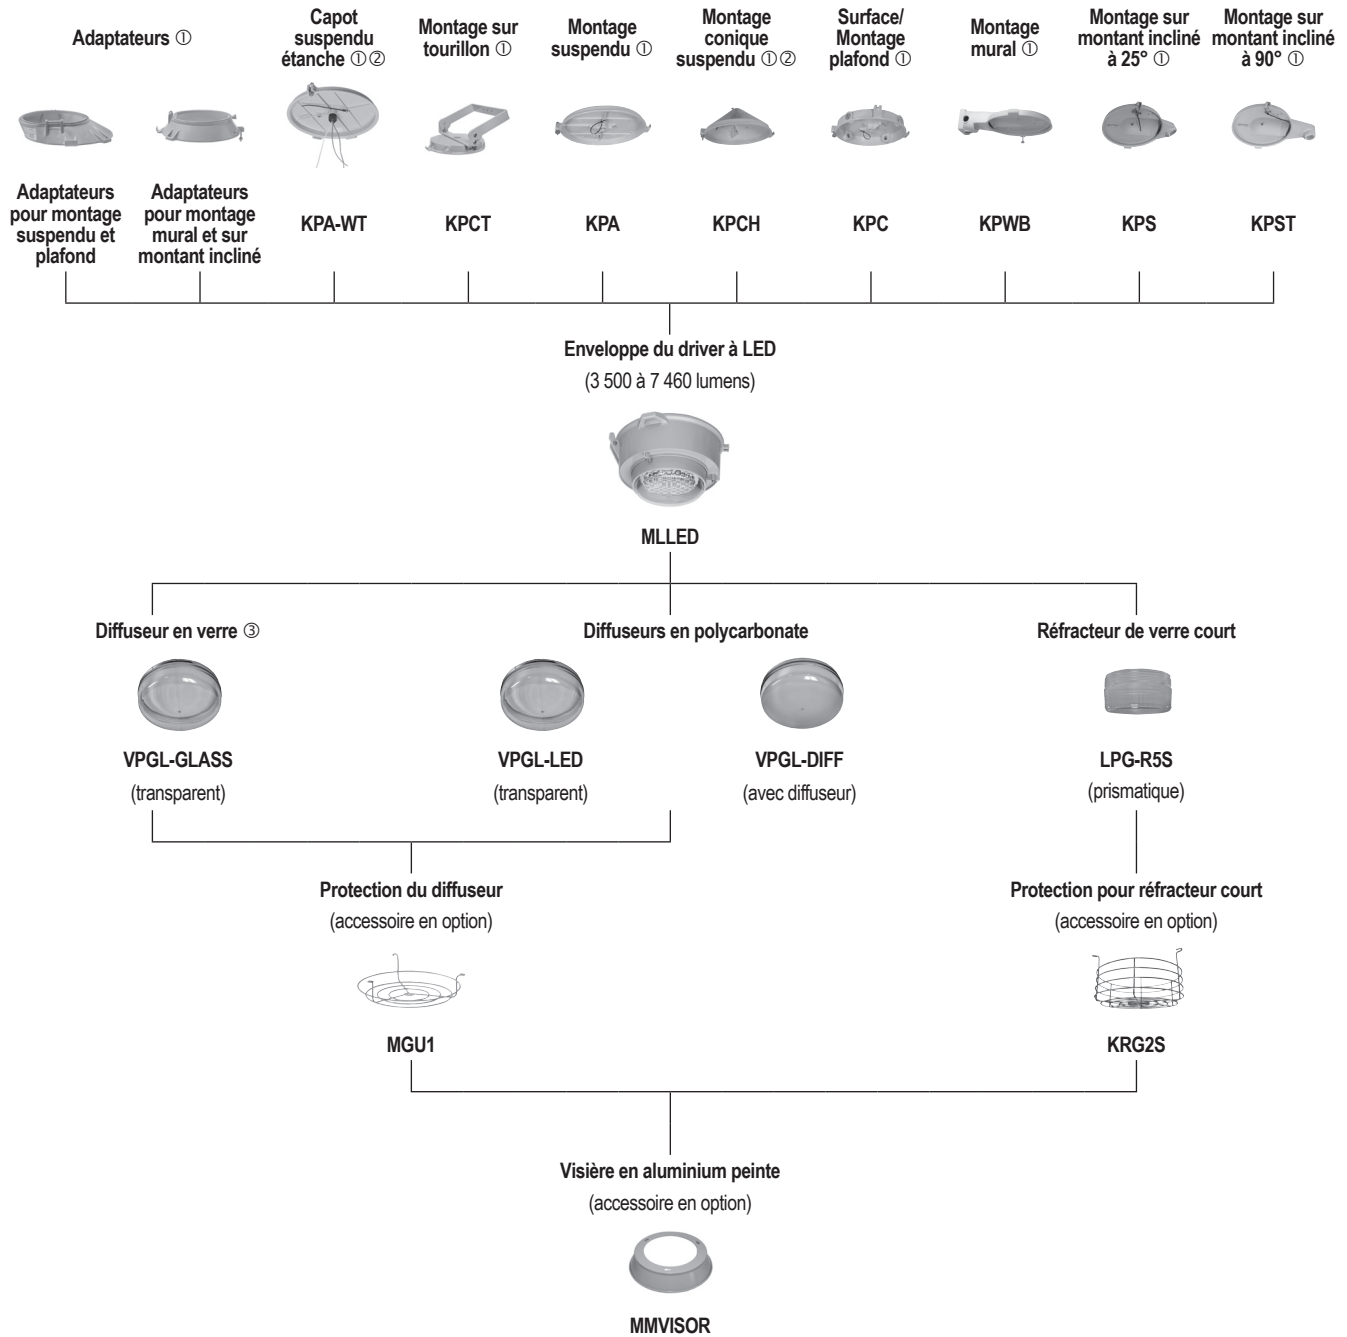 Adaptateurs ①
Capot
suspendu
étanche ①②
Montage sur
tourillon ①
Montage
suspendu ①
Montage
conique
suspendu ①②
Surface/
Montage
plafond ①
Montage
mural ①
Montage sur
montant incliné
à 25° ①
Montage sur
montant incliné
à 90° ①
Adaptateurs
pour montage
suspendu et
plafond
Adaptateurs
pour montage
mural et sur
montant incliné
KPA-WT
KPCT
KPA
KPCH
KPC
KPWB
KPS
KPST
Enveloppe du driver à LED
(3 500 à 7 460 lumens)
MLLED
Diffuseur en verre ③
Diffuseurs en polycarbonate
Réfracteur de verre court
VPGL-GLASS
(transparent)
VPGL-LED
(transparent)
VPGL-DIFF
(avec diffuseur)
LPG-R5S
(prismatique)
Protection du diffuseur
(accessoire en option)
Protection pour réfracteur court
(accessoire en option)
MGU1
KRG2S
Visière en aluminium peinte
(accessoire en option)
MMVISOR